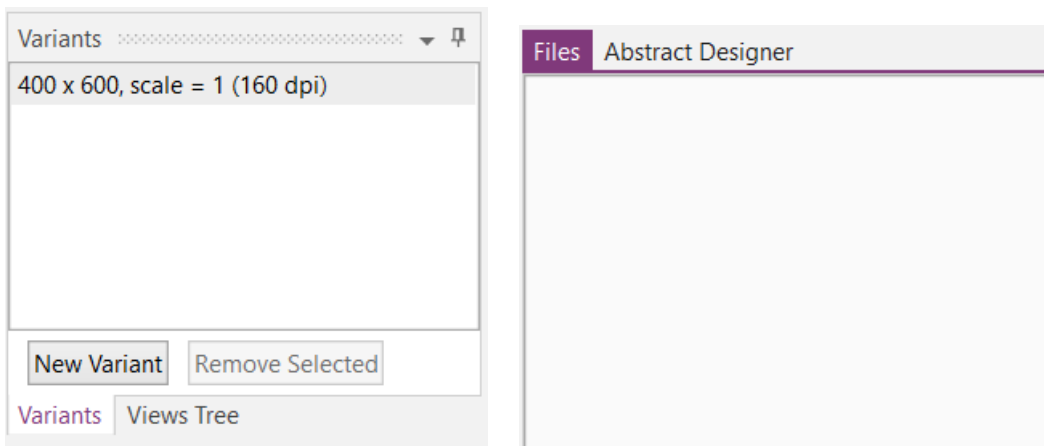 Variants
400 x 600, scale = 1 (160 dpi)
New Variant Remove Selected
Variants Views Tree
Files Abstract Designer